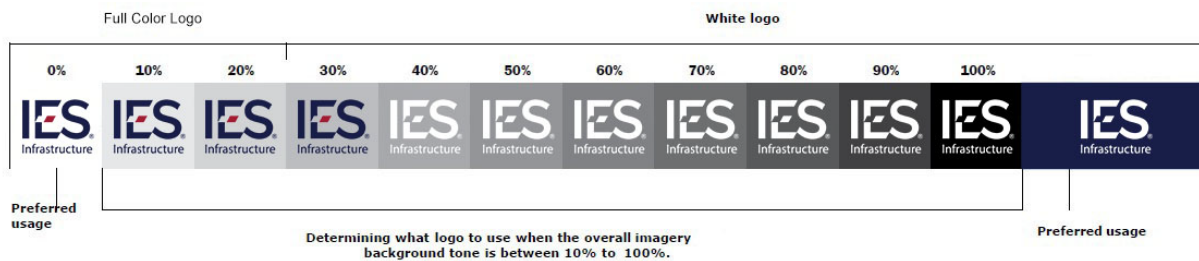 Full Color Logo
White logo
0% 10% 20% 30% 40% 50% 60% 70% 80% 90% 100%
IES® IES® IES® IES® IES® IES® IES® IES® IES® IES® IES® IES®
Infrastructure Infrastructure Infrastructure Infrastructure Infrastructure Infrastructure Infrastructure Infrastructure Infrastructure Infrastructure Infrastructure Infrastructure
Preferred
usage
Determining what logo to use when the overall imagery
background tone is between 10% to 100%.
Preferred usage